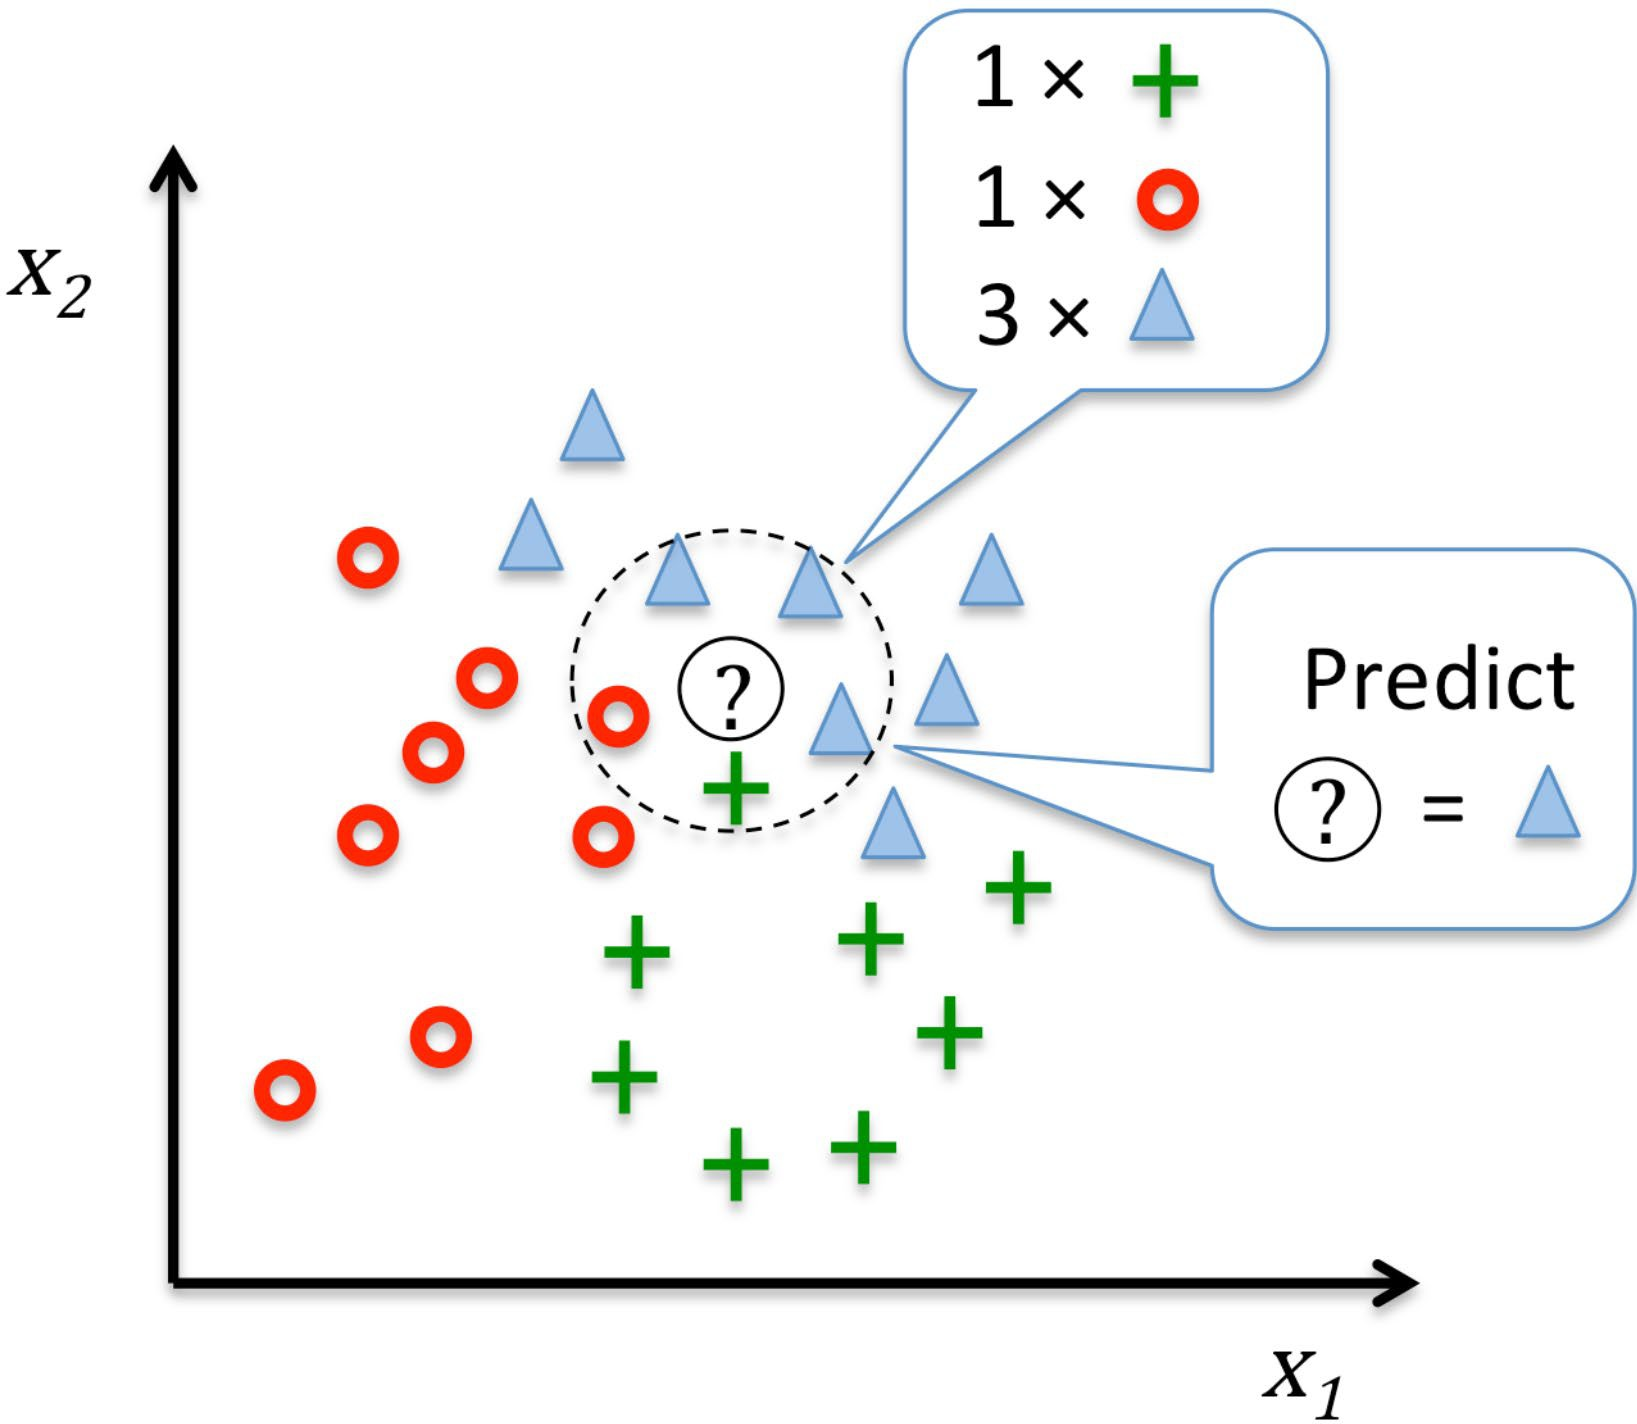 1 ×
1 ×
3 ×
x2
?
Predict
? =
x1